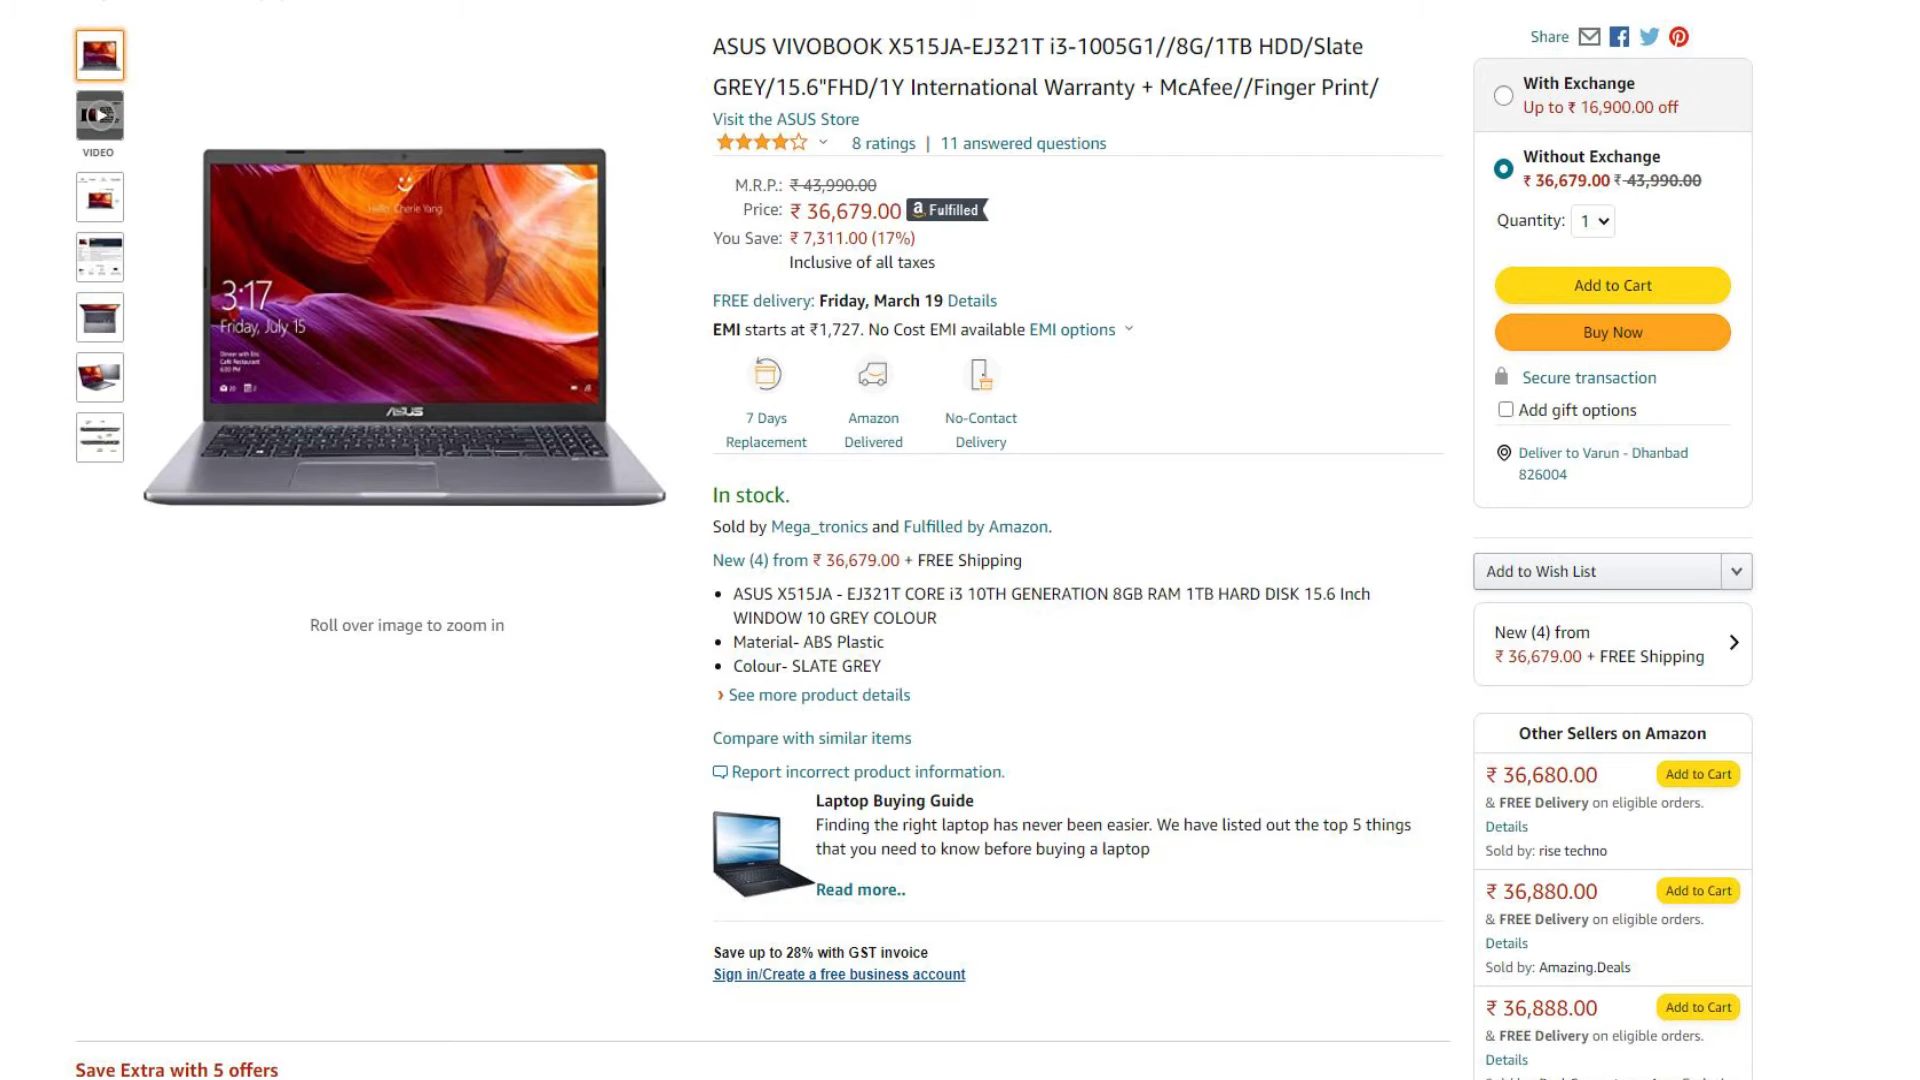 VIDEO
3:17
Friday, July 15
ASUS
Roll over image to zoom in
ASUS VIVOBOOK X515JA-EJ321T i3-1005G1//8G/1TB HDD/Slate
GREY/15.6"FHD/1Y International Warranty + McAfee//Finger Print/
Visit the ASUS Store
8 ratings | 11 answered questions
M.R.P.: ₹ 43,990.00
Price: ₹ 36,679.00 a Fulfilled
You Save: ₹ 7,311.00 (17%)
Inclusive of all taxes
FREE delivery: Friday, March 19 Details
EMI starts at ₹1,727. No Cost EMI available EMI options
7 Days
Replacement
Amazon
Delivered
No-Contact
Delivery
In stock.
Sold by Mega_tronics and Fulfilled by Amazon.
New (4) from ₹ 36,679.00 + FREE Shipping
• ASUS X515JA - EJ321T CORE i3 10TH GENERATION 8GB RAM 1TB HARD DISK 15.6 Inch
WINDOW 10 GREY COLOUR
• Material- ABS Plastic
• Colour- SLATE GREY
› See more product details
Compare with similar items
Report incorrect product information.
Laptop Buying Guide
Finding the right laptop has never been easier. We have listed out the top 5 things
that you need to know before buying a laptop
Read more..
Save up to 28% with GST invoice
Sign in/Create a free business account
Save Extra with 5 offers
Share
With Exchange
Up to ₹ 16,900.00 off
Without Exchange
₹ 36,679.00 ₹ 43,990.00
Quantity: 1
Add to Cart
Buy Now
Secure transaction
Add gift options
Deliver to Varun - Dhanbad
826004
Add to Wish List
New (4) from
₹ 36,679.00 + FREE Shipping
Other Sellers on Amazon
₹ 36,680.00 Add to Cart
& FREE Delivery on eligible orders.
Details
Sold by: rise techno
₹ 36,880.00 Add to Cart
& FREE Delivery on eligible orders.
Details
Sold by: Amazing.Deals
₹ 36,888.00 Add to Cart
& FREE Delivery on eligible orders.
Details